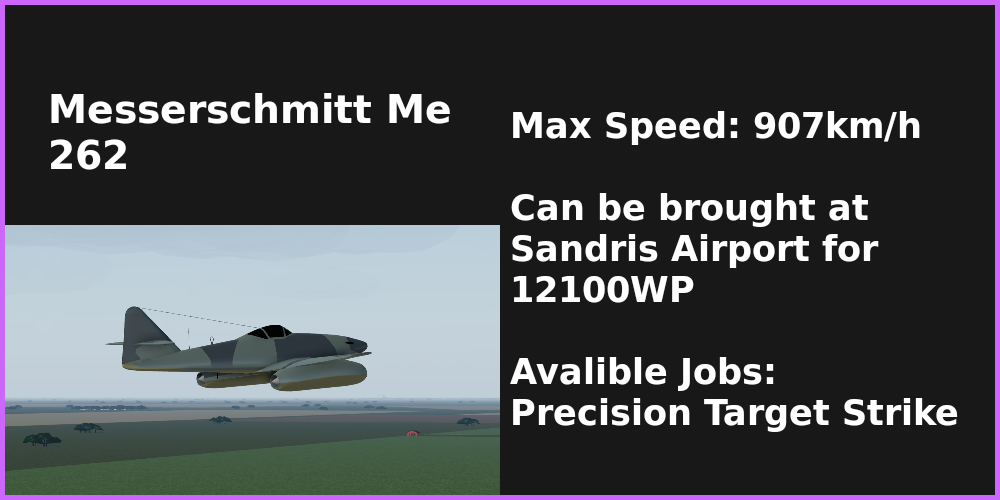 Messerschmitt Me
262
Max Speed: 907km/h
Can be brought at
Sandris Airport for
12100WP
Avalible Jobs:
Precision Target Strike